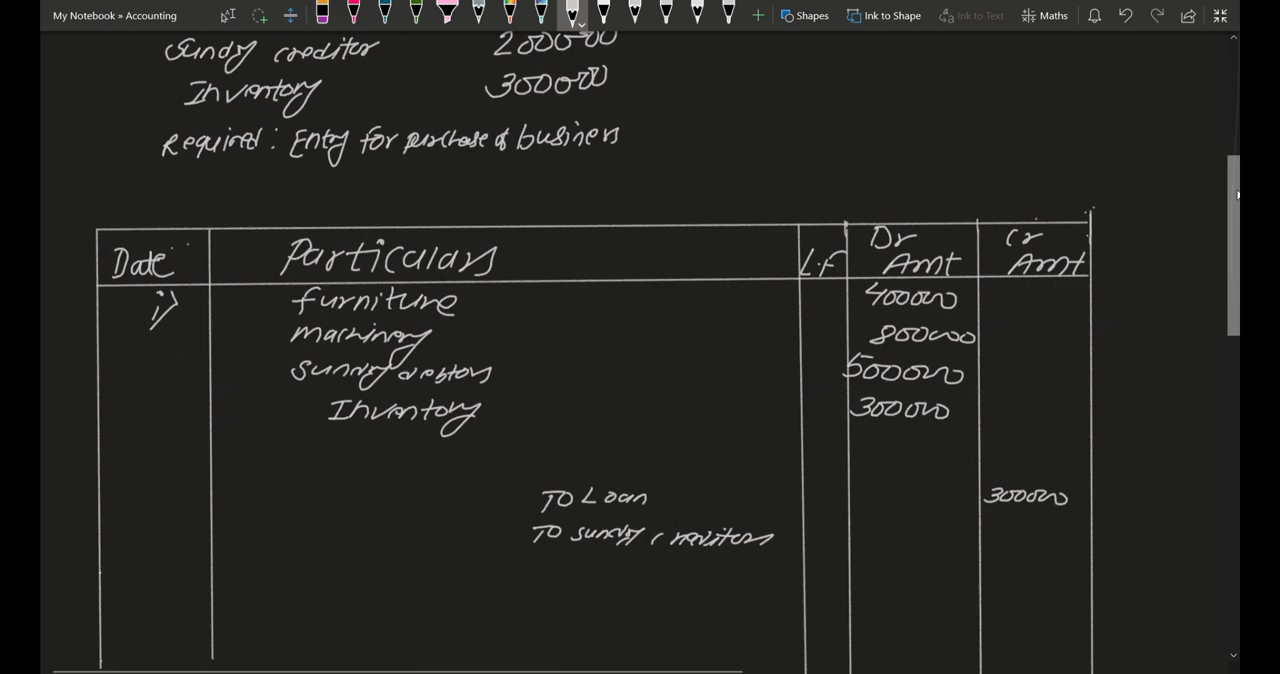 My Notebook » Accounting
Shapes Ink to Shape Ink to Text Maths
Sundry creditor 200000
Inventory 300000
Required: Entry for purchase of business
Date Particulars L.F Dr Amt Cr Amt
i) furniture 400000
machinery 800000
Sundry debtors 500000
Inventory 300000
To Loan 300000
To sundry creditors